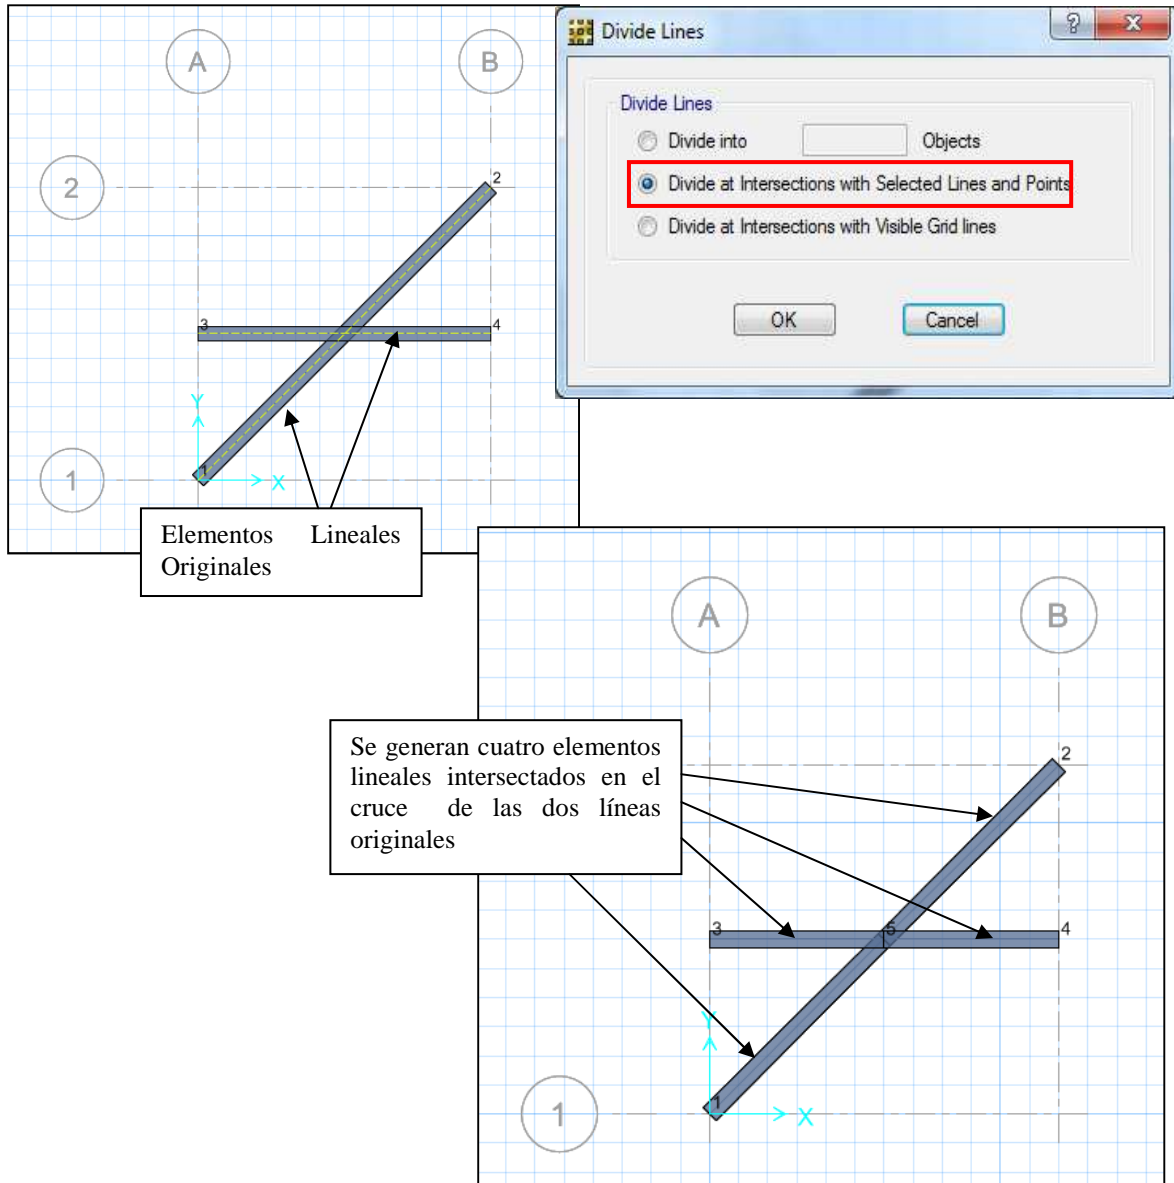 A
B
2
1
2
3
4
1
Y
X
Elementos Lineales
Originales
Divide Lines
Divide Lines
Divide into Objects
Divide at Intersections with Selected Lines and Points
Divide at Intersections with Visible Grid lines
OK Cancel
A
B
Se generan cuatro elementos
lineales intersectados en el
cruce de las dos líneas
originales
2
3
5
4
1
Y
X
1